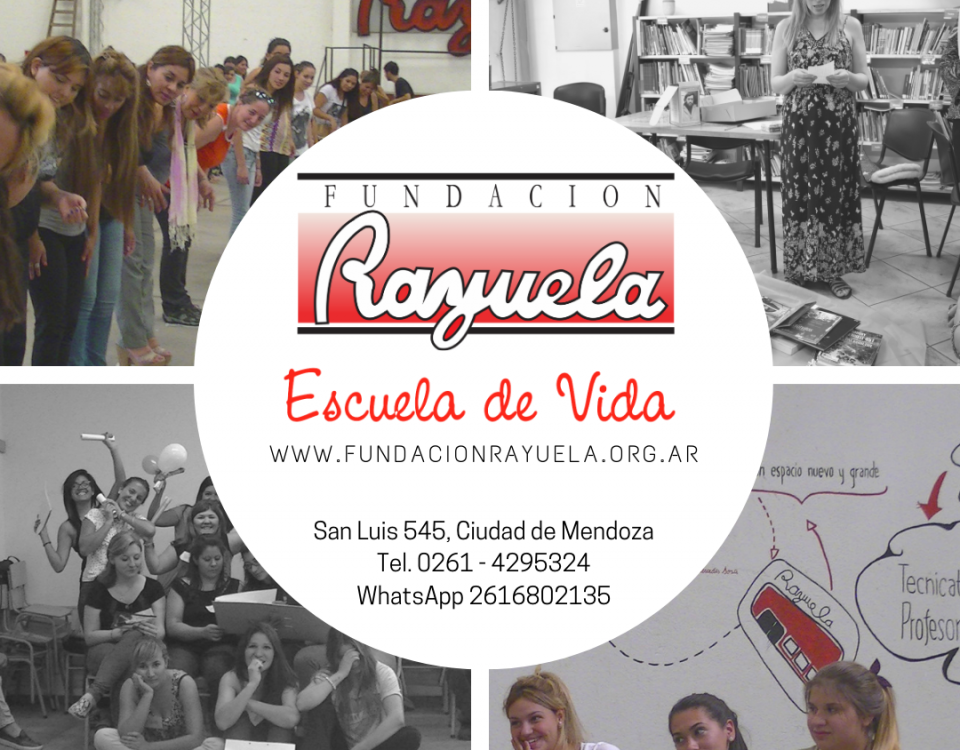 Rayu
FUNDACION
Rayuela
Escuela de Vida
WWW.FUNDACIONRAYUELA.ORG.AR
San Luis 545, Ciudad de Mendoza
Tel. 0261 - 4295324
WhatsApp 2616802135
n espacio nuevo y grande
Rayuela
Tecnicat
Profesor